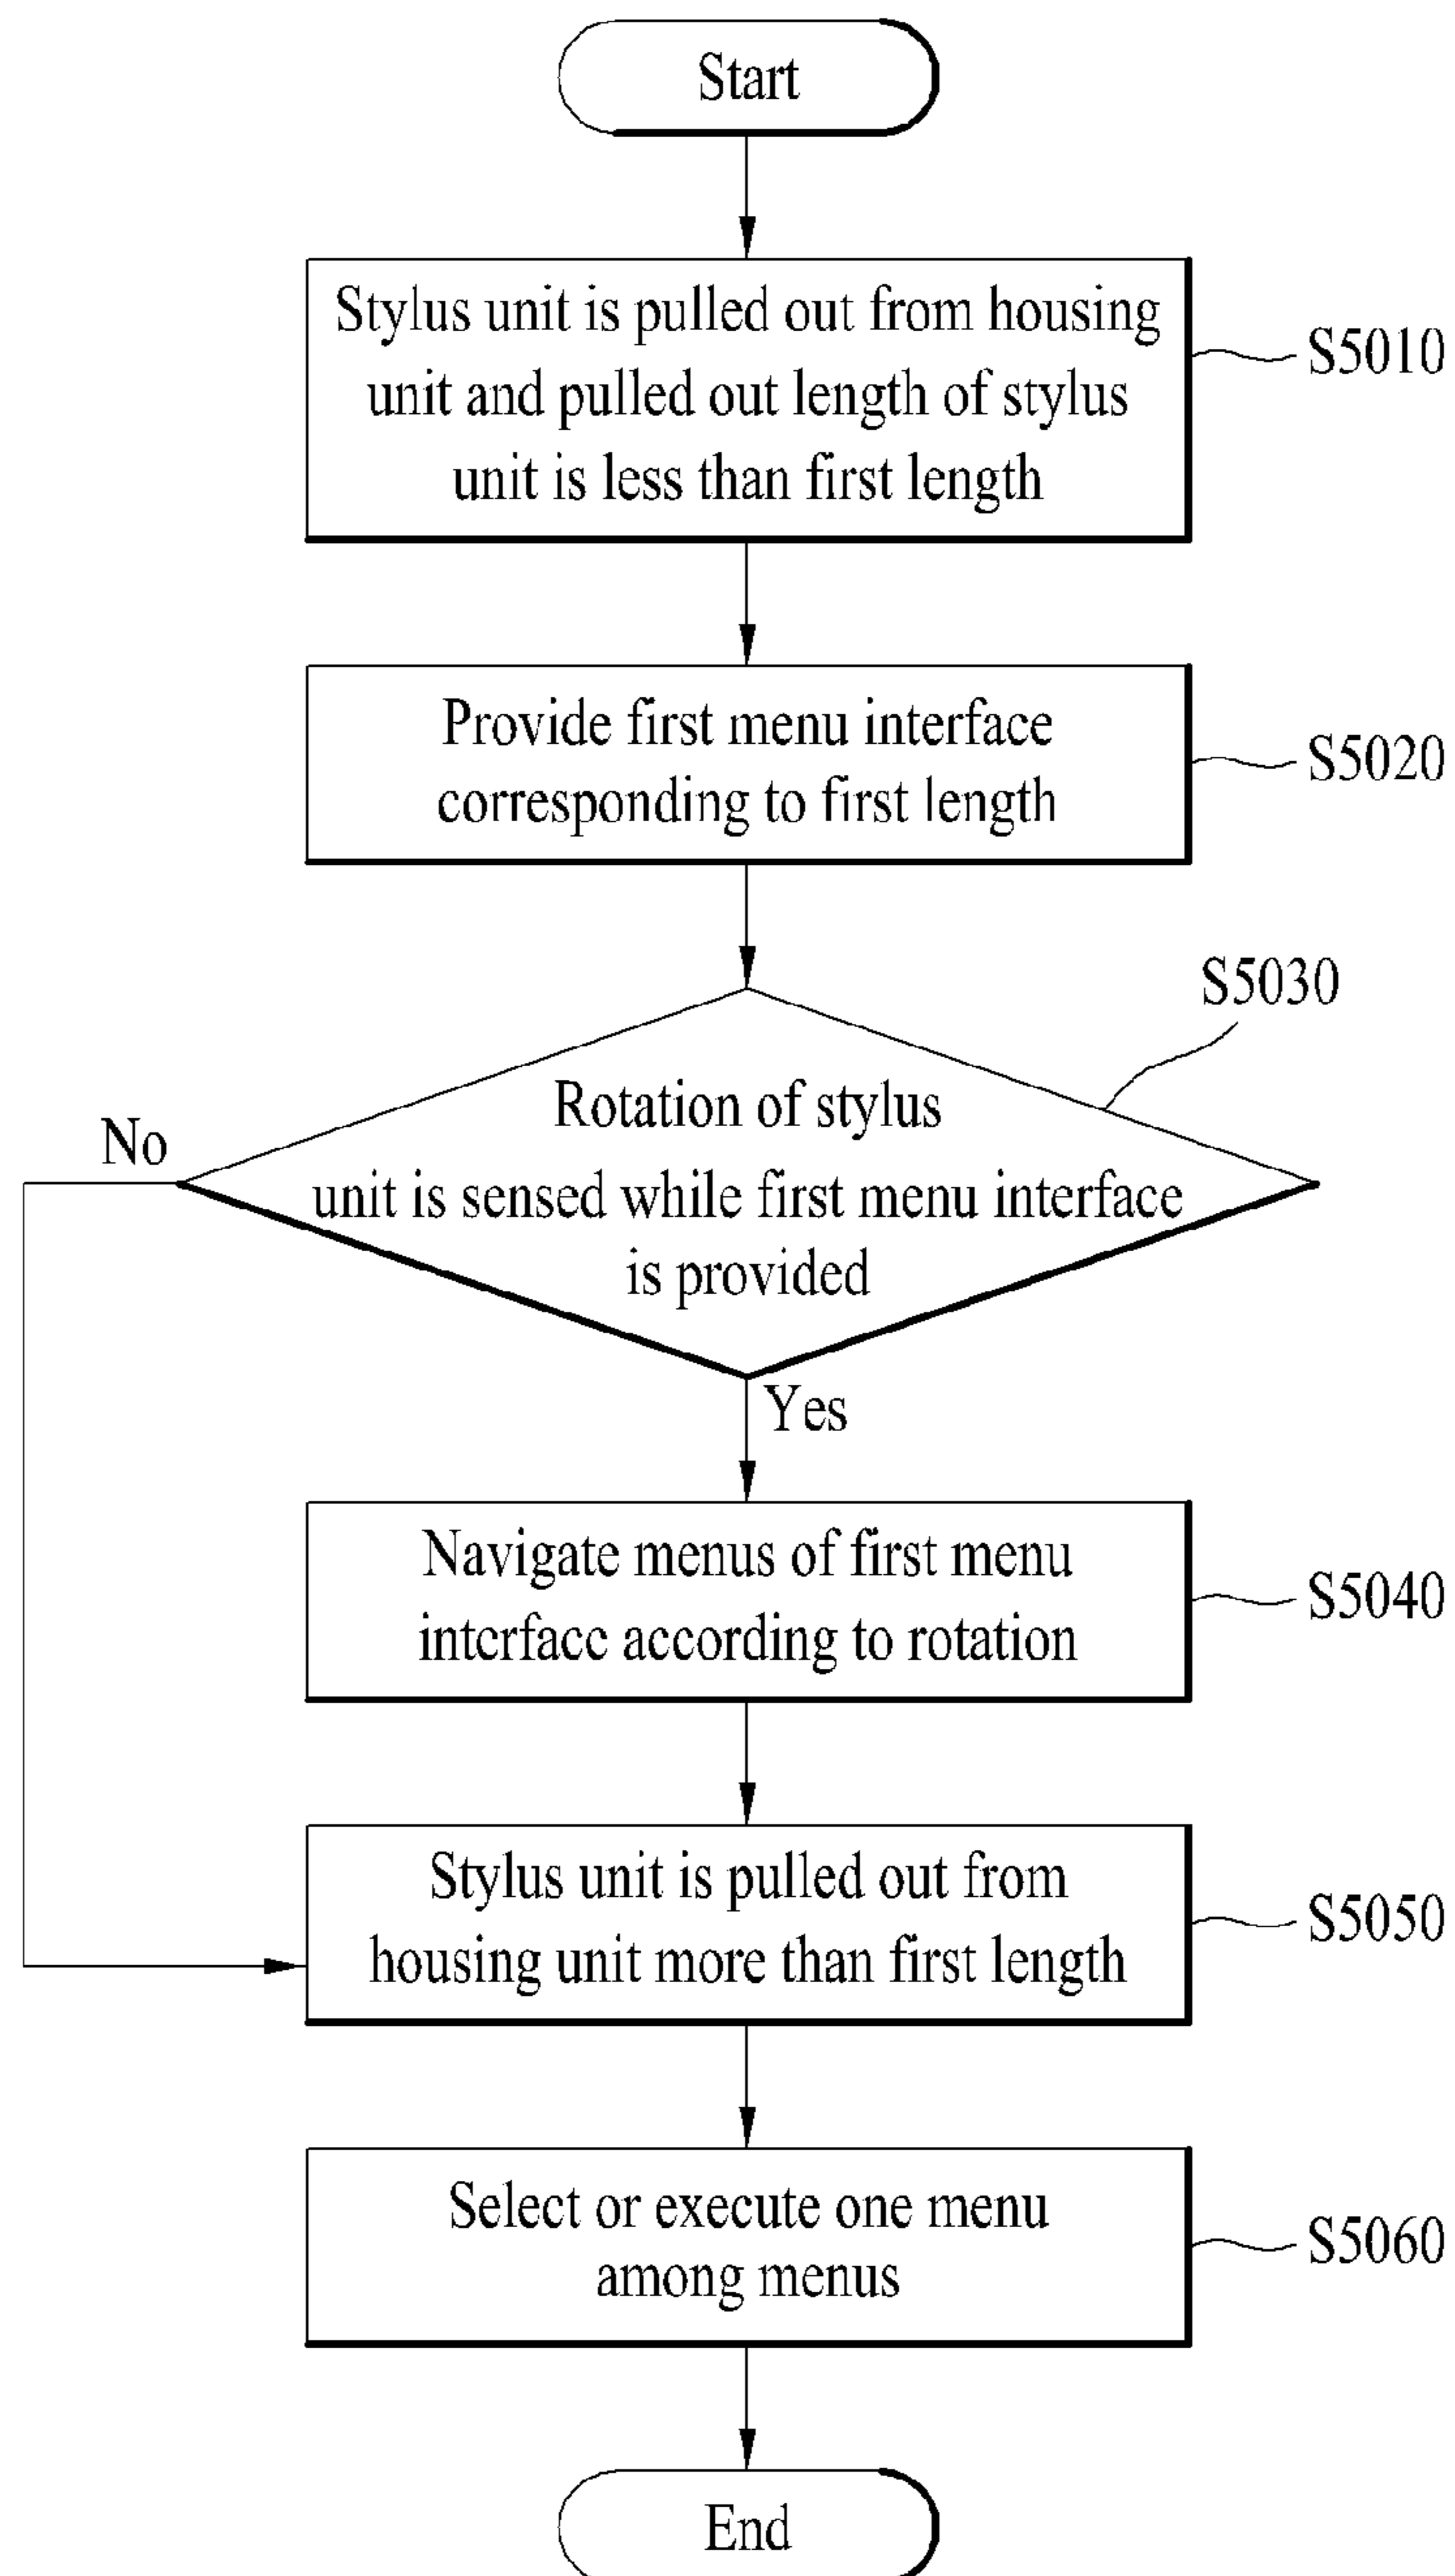 Start
Stylus unit is pulled out from housing
unit and pulled out length of stylus
unit is less than first length
S5010
Provide first menu interface
corresponding to first length
S5020
S5030
Rotation of stylus
unit is sensed while first menu interface
is provided
No
Yes
Navigate menus of first menu
interface according to rotation
S5040
Stylus unit is pulled out from
housing unit more than first length
S5050
Select or execute one menu
among menus
S5060
End